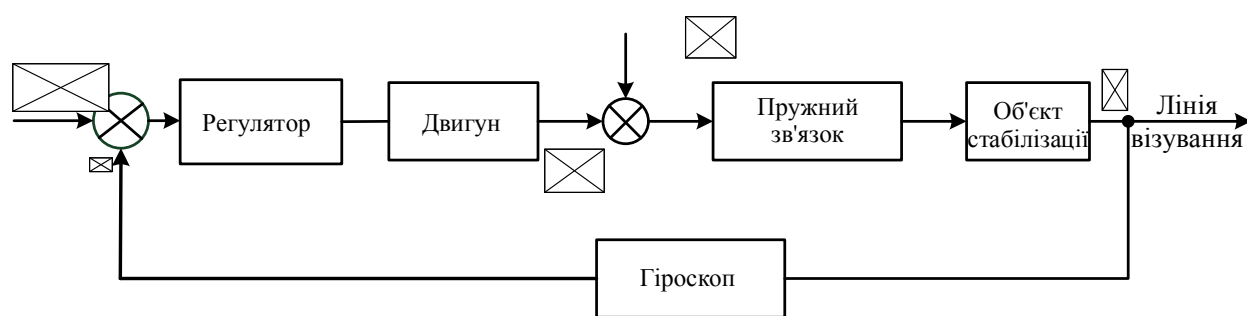 Регулятор
Двигун
Пружний
зв'язок
Об'єкт
стабілізації
Лінія
візування
Гіроскоп